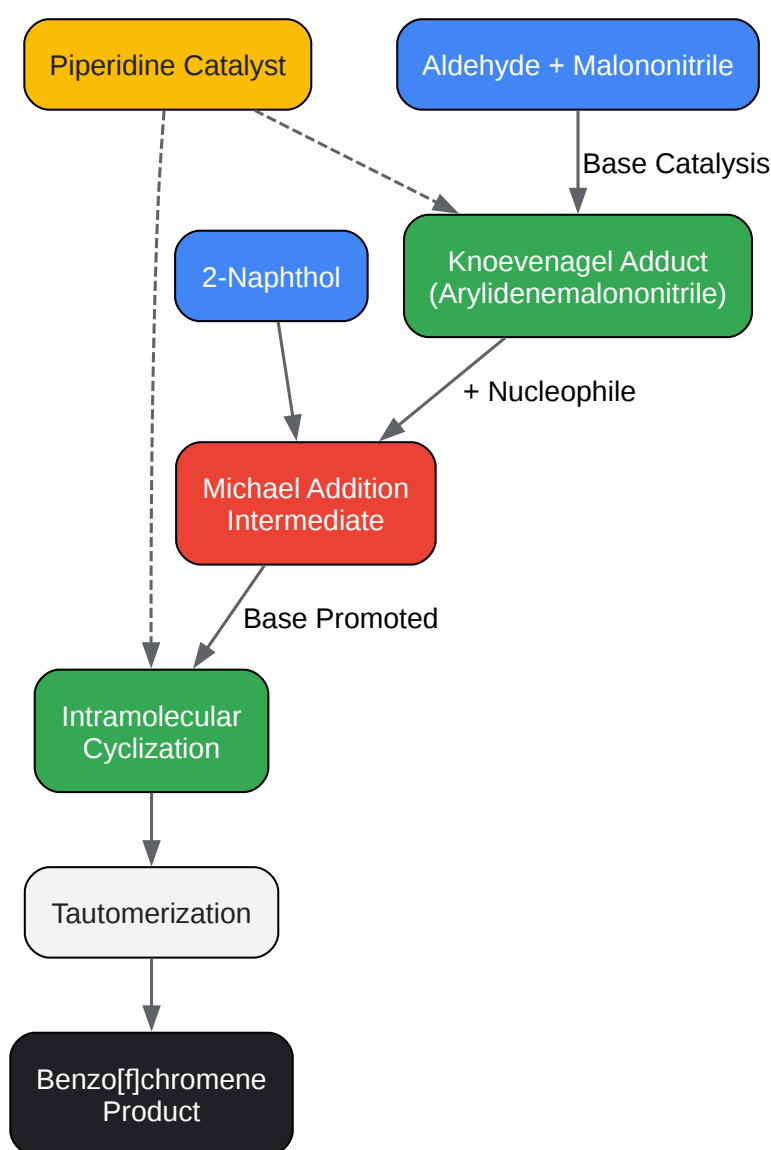 Piperidine Catalyst
Aldehyde + Malononitrile
Base Catalysis
2-Naphthol
Knoevenagel Adduct
(Arylidenemalononitrile)
+ Nucleophile
Michael Addition
Intermediate
Base Promoted
Intramolecular
Cyclization
Tautomerization
Benzo[f]chromene
Product